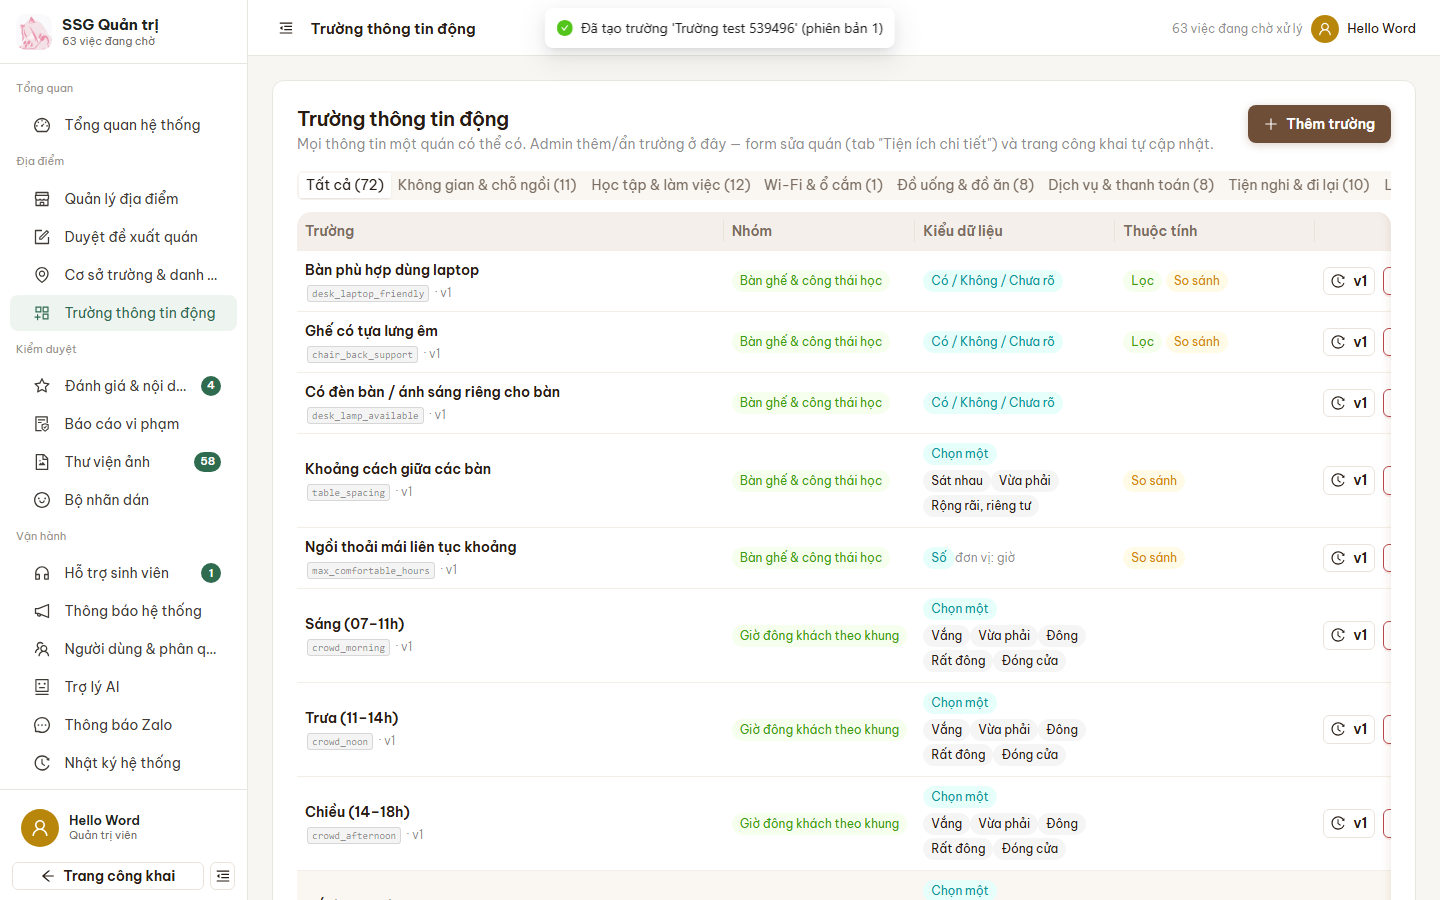 SSG Quản trị
63 việc đang chờ
Tổng quan
Tổng quan hệ thống
Địa điểm
Quản lý địa điểm
Duyệt đề xuất quán
Cơ sở trường & danh ...
Trường thông tin động
Kiểm duyệt
Đánh giá & nội d... 4
Báo cáo vi phạm
Thư viện ảnh 58
Bộ nhãn dán
Vận hành
Hỗ trợ sinh viên 1
Thông báo hệ thống
Người dùng & phân q...
Trợ lý AI
Thông báo Zalo
Nhật ký hệ thống
Hello Word
Quản trị viên
Trang công khai
Trường thông tin động
Đã tạo trường 'Trường test 539496' (phiên bản 1)
63 việc đang chờ xử lý
Hello Word
Trường thông tin động
Mọi thông tin một quán có thể có. Admin thêm/ẩn trường ở đây — form sửa quán (tab "Tiện ích chi tiết") và trang công khai tự cập nhật.
Thêm trường
Tất cả (72) Không gian & chỗ ngồi (11) Học tập & làm việc (12) Wi-Fi & ổ cắm (1) Đồ uống & đồ ăn (8) Dịch vụ & thanh toán (8) Tiện nghi & đi lại (10) L
Trường Nhóm Kiểu dữ liệu Thuộc tính
Bàn phù hợp dùng laptop
desk_laptop_friendly · v1
Bàn ghế & công thái học
Có / Không / Chưa rõ
Lọc So sánh
v1
Ghế có tựa lưng êm
chair_back_support · v1
Bàn ghế & công thái học
Có / Không / Chưa rõ
Lọc So sánh
v1
Có đèn bàn / ánh sáng riêng cho bàn
desk_lamp_available · v1
Bàn ghế & công thái học
Có / Không / Chưa rõ
v1
Khoảng cách giữa các bàn
table_spacing · v1
Bàn ghế & công thái học
Chọn một
Sát nhau Vừa phải
Rộng rãi, riêng tư
So sánh
v1
Ngồi thoải mái liên tục khoảng
max_comfortable_hours · v1
Bàn ghế & công thái học
Số đơn vị: giờ
So sánh
v1
Sáng (07–11h)
crowd_morning · v1
Giờ đông khách theo khung
Chọn một
Vắng Vừa phải Đông
Rất đông Đóng cửa
v1
Trưa (11–14h)
crowd_noon · v1
Giờ đông khách theo khung
Chọn một
Vắng Vừa phải Đông
Rất đông Đóng cửa
v1
Chiều (14–18h)
crowd_afternoon · v1
Giờ đông khách theo khung
Chọn một
Vắng Vừa phải Đông
Rất đông Đóng cửa
v1
Chọn một